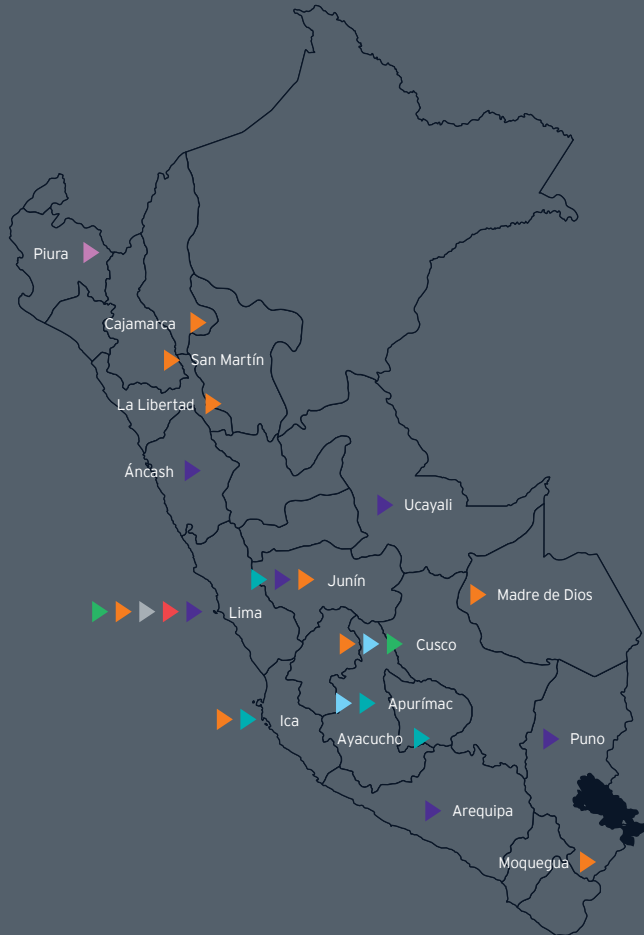 Piura
Cajamarca
San Martín
La Libertad
Áncash
Ucayali
Junín
Madre de Dios
Lima
Cusco
Apurímac
Ica
Ayacucho
Puno
Arequipa
Moquegua